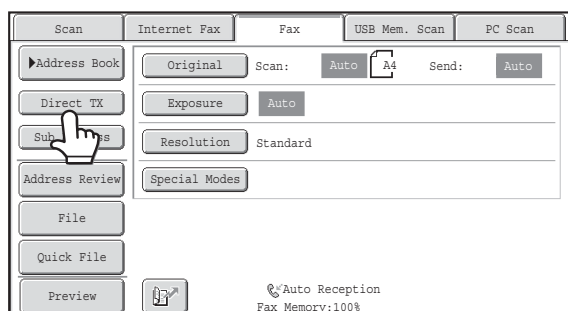 Scan Internet Fax Fax USB Mem. Scan PC Scan
Address Book
Original Scan: Auto A4 Send: Auto
Direct TX
Exposure Auto
Sub
Resolution Standard
Address Review
Special Modes
File
Quick File
Preview
Auto Reception
Fax Memory:100%